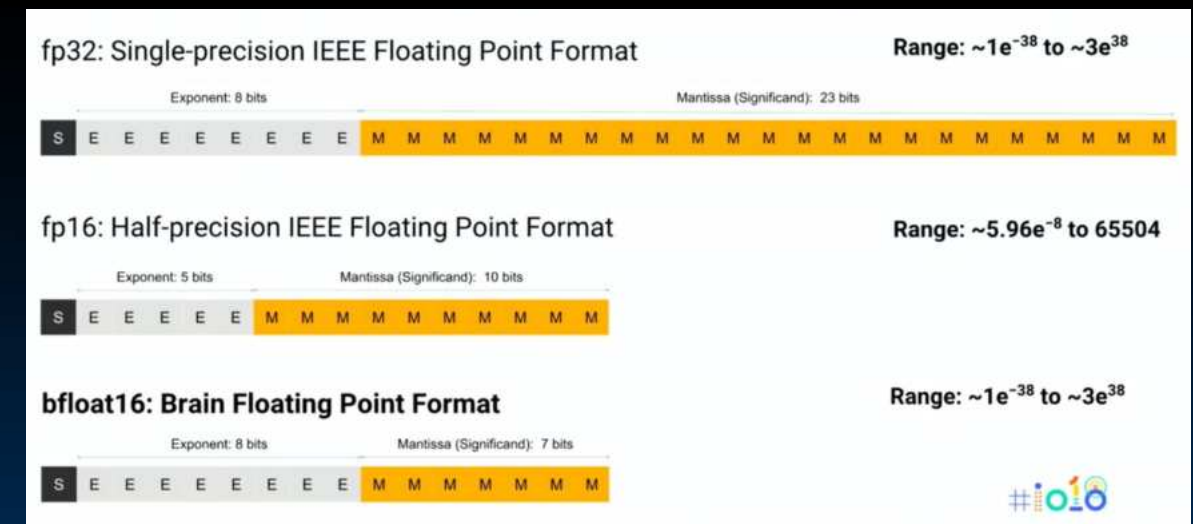 fp32: Single-precision IEEE Floating Point Format
Range: ~1e⁻³⁸ to ~3e³⁸
Exponent: 8 bits
Mantissa (Significand): 23 bits
S E E E E E E E E M M M M M M M M M M M M M M M M M M M M M M M
fp16: Half-precision IEEE Floating Point Format
Range: ~5.96e⁻⁸ to 65504
Exponent: 5 bits
Mantissa (Significand): 10 bits
S E E E E E M M M M M M M M M M
bfloat16: Brain Floating Point Format
Range: ~1e⁻³⁸ to ~3e³⁸
Exponent: 8 bits
Mantissa (Significand): 7 bits
S E E E E E E E E M M M M M M M
#io18